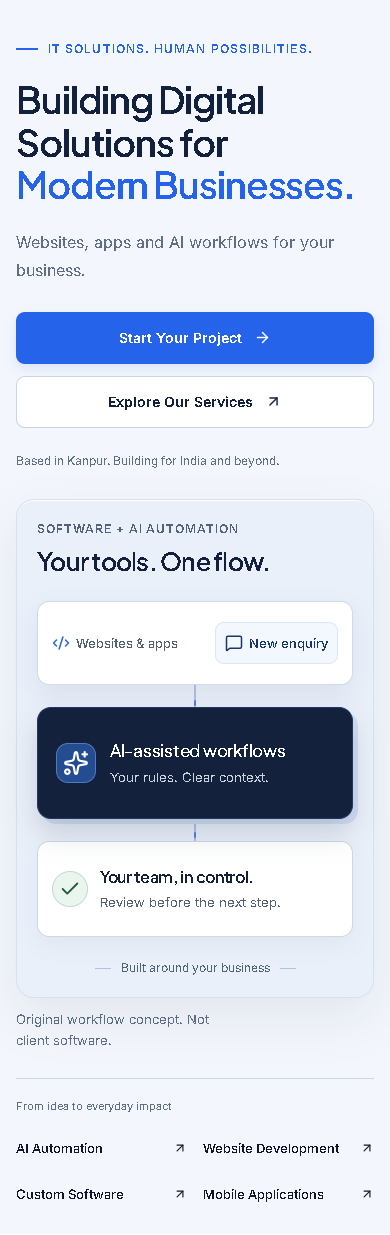 IT SOLUTIONS. HUMAN POSSIBILITIES.
Building Digital
Solutions for
Modern Businesses.
Websites, apps and AI workflows for your
business.
Start Your Project
Explore Our Services
Based in Kanpur. Building for India and beyond.
SOFTWARE + AI AUTOMATION
Your tools. One flow.
Websites & apps
New enquiry
AI-assisted workflows
Your rules. Clear context.
Your team, in control.
Review before the next step.
Built around your business
Original workflow concept. Not
client software.
From idea to everyday impact
AI Automation
Website Development
Custom Software
Mobile Applications